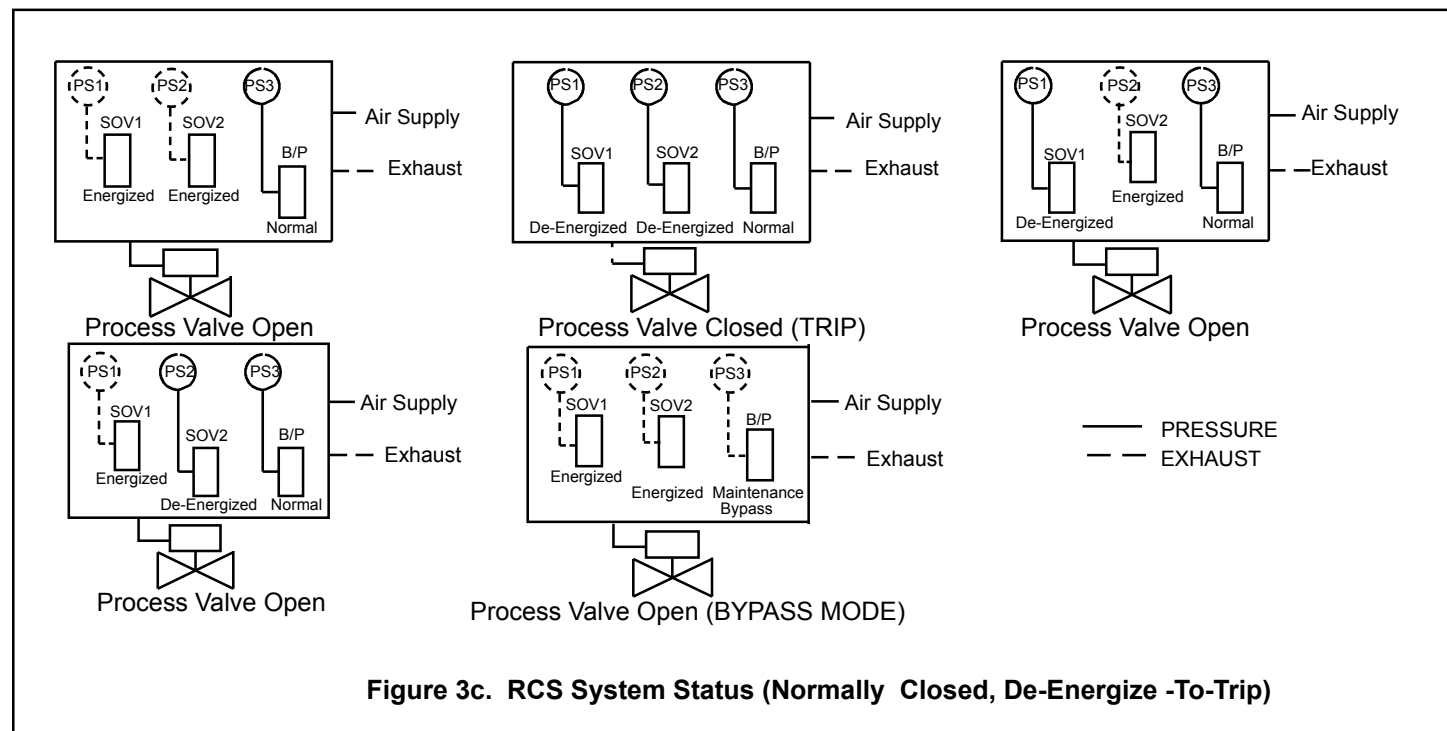 PS1 PS2 PS3
SOV1 SOV2
B/P
Energized Energized
Normal
Air Supply
Exhaust
Process Valve Open
PS1 PS2 PS3
SOV1 SOV2 B/P
De-Energized De-Energized Normal
Air Supply
Exhaust
Process Valve Closed (TRIP)
PS1 PS2 PS3
SOV2
SOV1 B/P
Energized
De-Energized Normal
Air Supply
Exhaust
Process Valve Open
PS1 PS2 PS3
SOV1
SOV2 B/P
Energized
De-Energized Normal
Air Supply
Exhaust
Process Valve Open
PS1 PS2 PS3
SOV1 SOV2
B/P
Energized
Energized Maintenance
Bypass
Air Supply
Exhaust
Process Valve Open (BYPASS MODE)
PRESSURE
EXHAUST
Figure 3c. RCS System Status (Normally Closed, De-Energize -To-Trip)